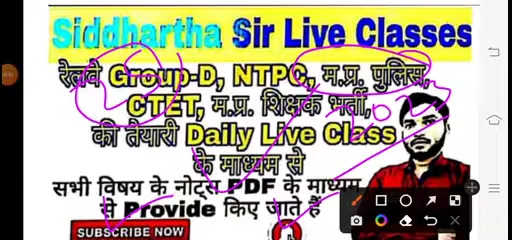 Siddhartha Sir Live Classes
रेलवे Group-D, NTPC, म.प्र. पुलिस,
CTET, म.प्र. शिक्षक भर्ती,
की तैयारी Daily Live Class
के माध्यम से
सभी विषय के नोट्स PDF के माध्यम
से Provide किए जाते हैं
SUBSCRIBE NOW